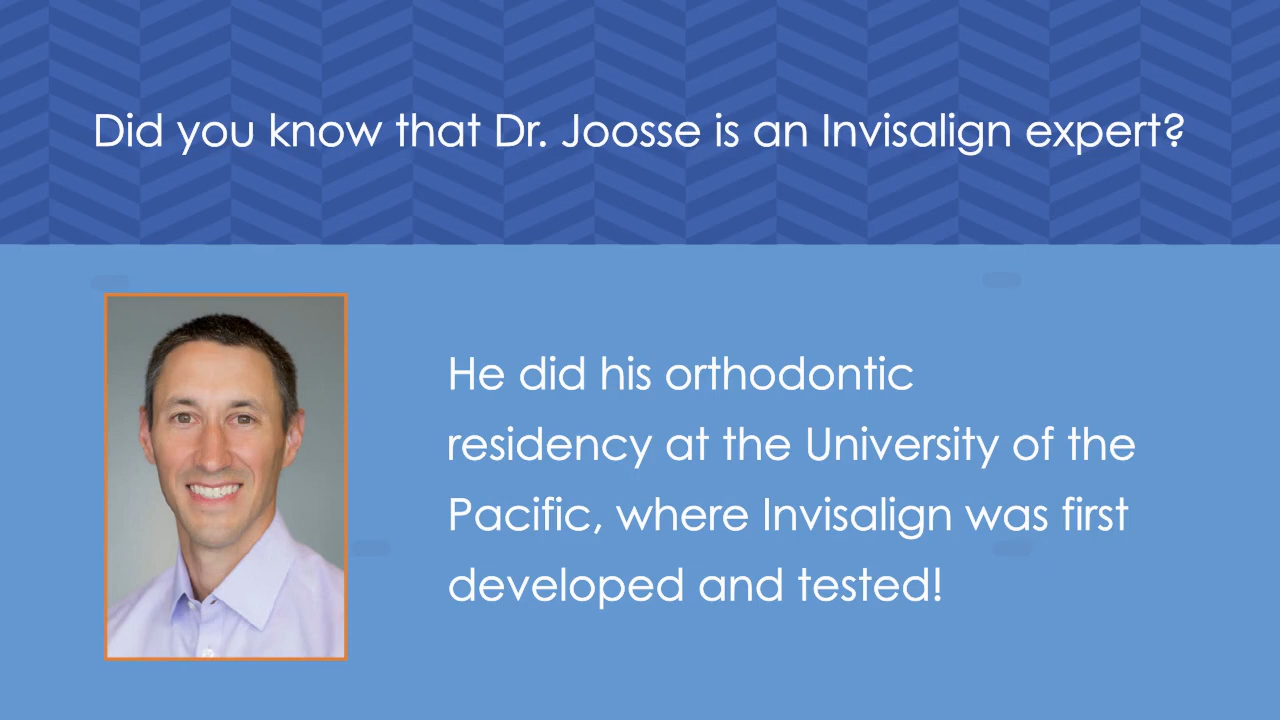 Did you know that Dr. Joosse is an Invisalign expert?
He did his orthodontic
residency at the University of the
Pacific, where Invisalign was first
developed and tested!